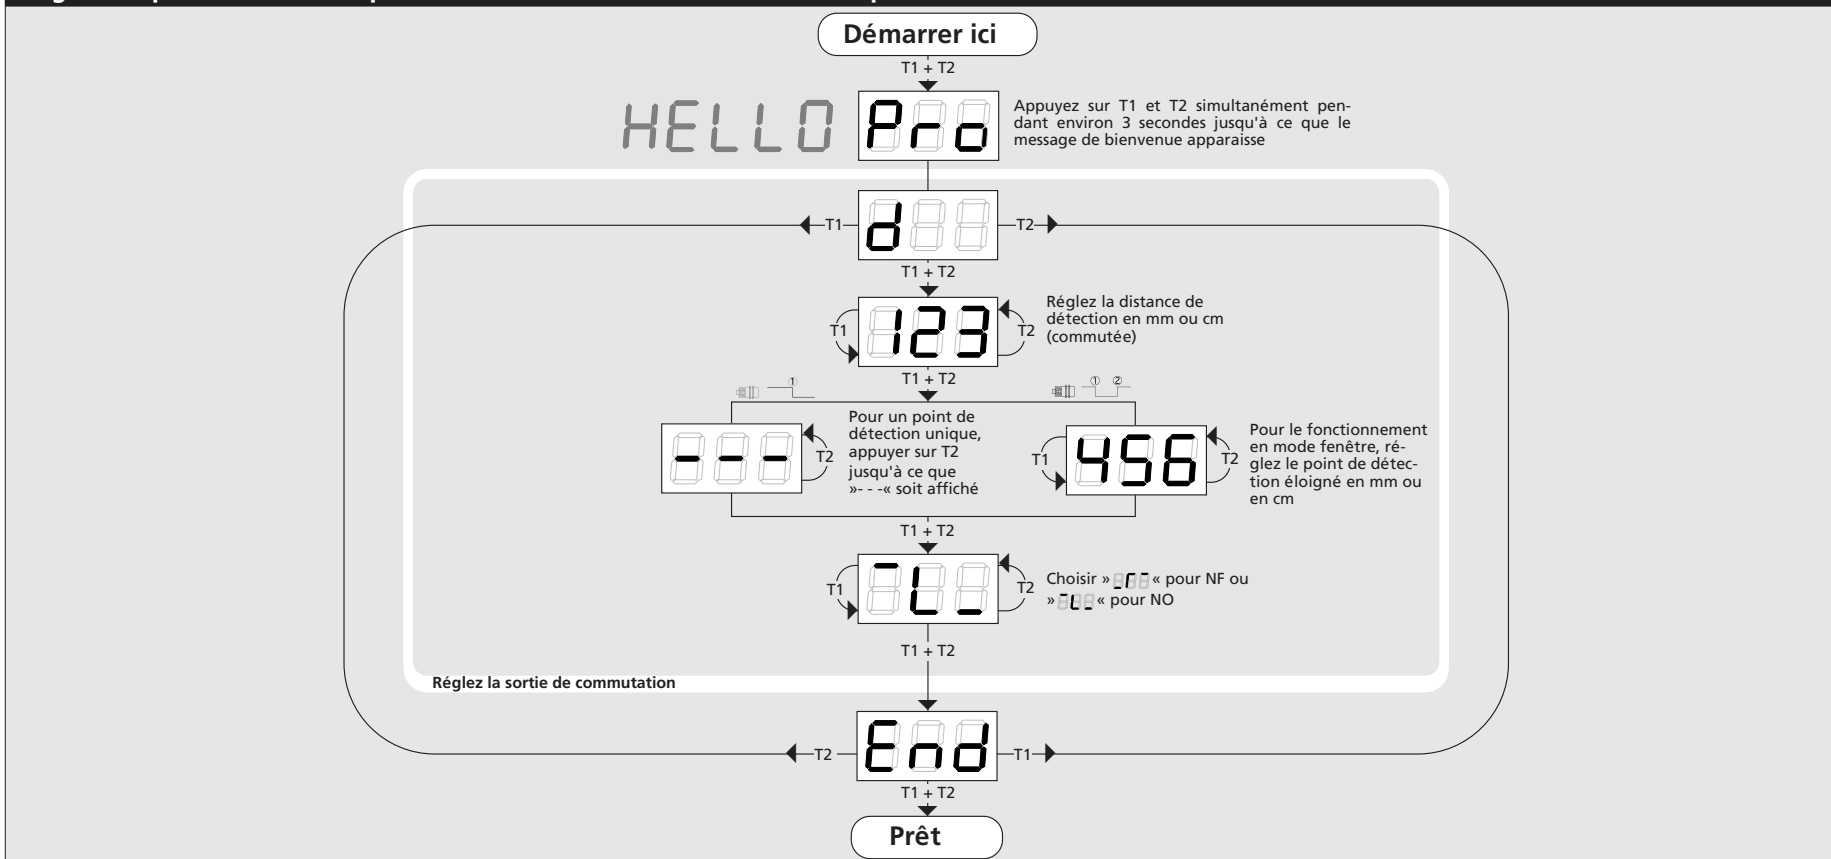 Démarrer ici
T1 + T2
HELLO
Pro
Appuyez sur T1 et T2 simultanément pen-
dant environ 3 secondes jusqu'à ce que le
message de bienvenue apparaisse
T1
d
T2
T1 + T2
T1
123
T2
Réglez la distance de
détection en mm ou cm
(commutée)
T1 + T2
①
① ②
---
T2
Pour un point de
détection unique,
appuyer sur T2
jusqu'à ce que
»- - -« soit affiché
T1
456
T2
Pour le fonctionnement
en mode fenêtre, ré-
glez le point de détec-
tion éloigné en mm ou
en cm
T1 + T2
T1
T2
Choisir » « pour NF ou
» « pour NO
T1 + T2
Réglez la sortie de commutation
T2
End
T1
T1 + T2
Prêt